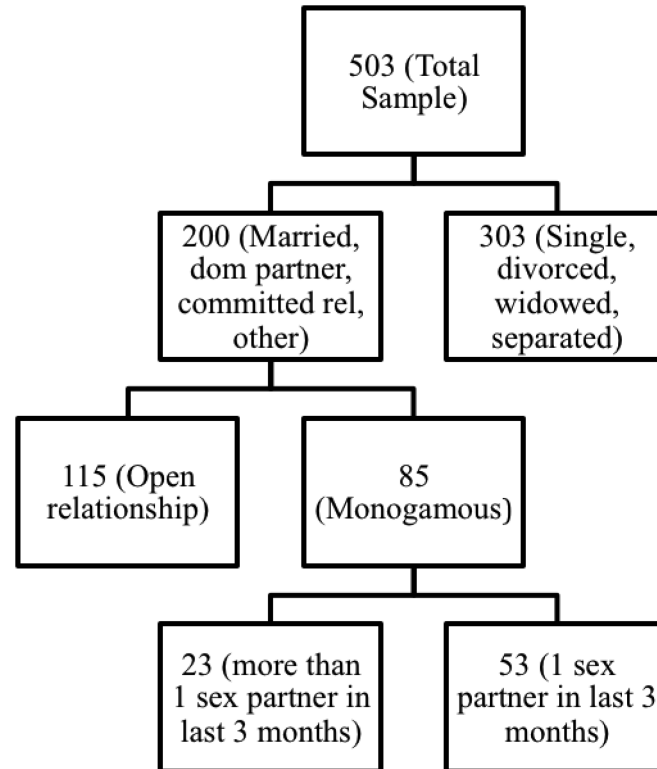 503 (Total
Sample)
200 (Married,
dom partner,
committed rel,
other)
303 (Single,
divorced,
widowed,
separated)
115 (Open
relationship)
85
(Monogamous)
23 (more than
1 sex partner in
last 3 months)
53 (1 sex
partner in last 3
months)